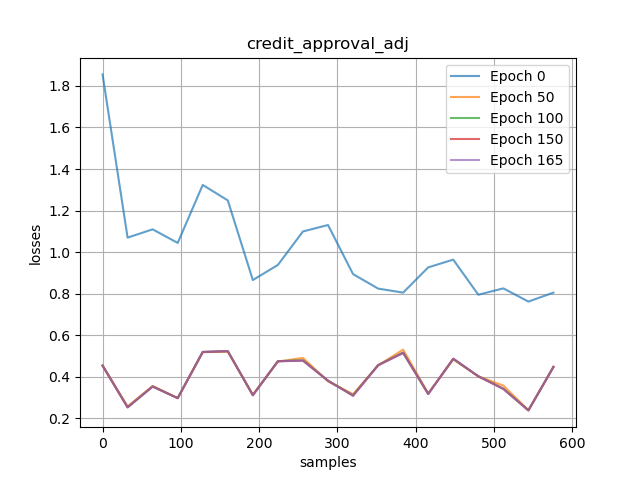 credit_approval_adj
losses
1.8
1.6
1.4
1.2
1.0
0.8
0.6
0.4
0.2
Epoch 0
Epoch 50
Epoch 100
Epoch 150
Epoch 165
0 100 200 300 400 500 600
samples